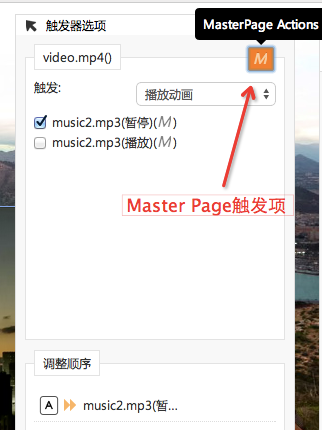 MasterPage Actions
触发器选项
video.mp4()
M
触发:
播放动画
music2.mp3(暂停)(M)
music2.mp3(播放)(M)
Master Page触发项
调整顺序
A music2.mp3(暂...